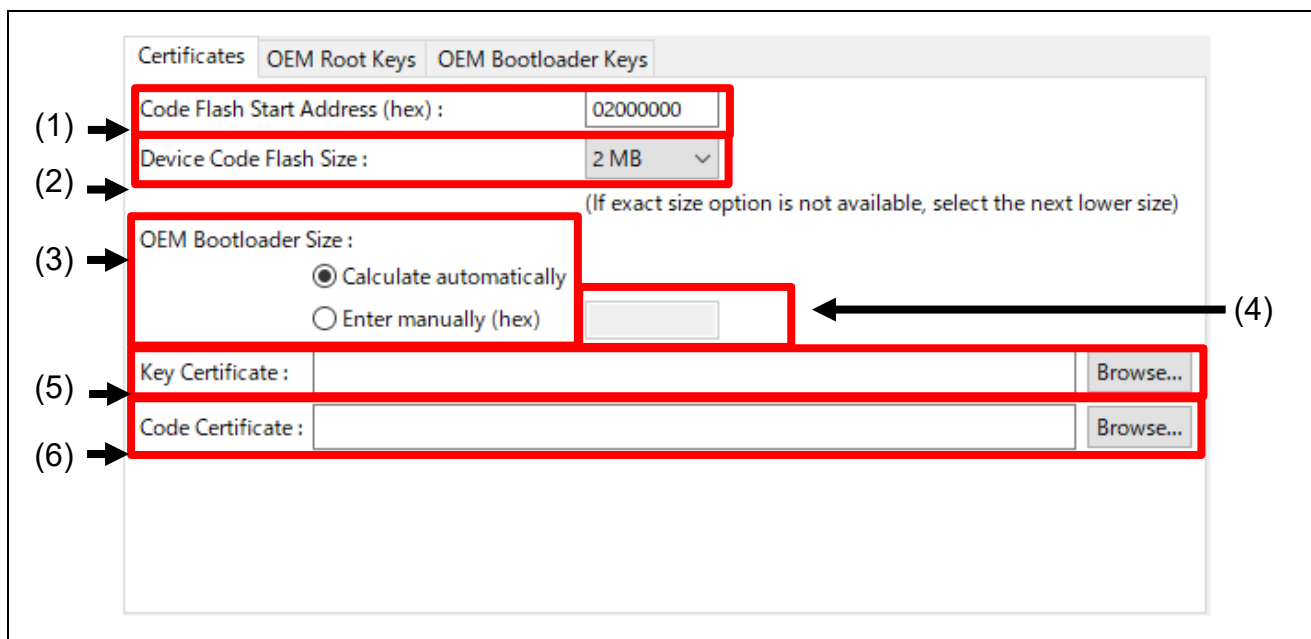 Certificates OEM Root Keys OEM Bootloader Keys
(1) Code Flash Start Address (hex) : 02000000
(2) Device Code Flash Size : 2 MB
(If exact size option is not available, select the next lower size)
(3) OEM Bootloader Size :
Calculate automatically
Enter manually (hex) (4)
(5) Key Certificate : Browse...
(6) Code Certificate : Browse...